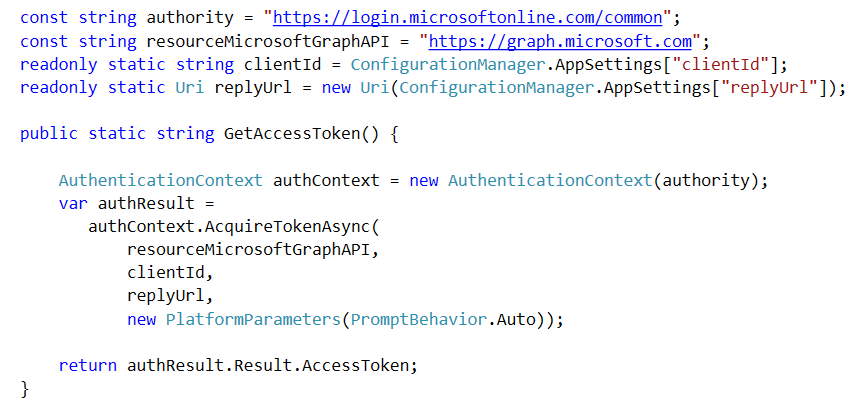 const string authority = "https://login.microsoftonline.com/common";
const string resourceMicrosoftGraphAPI = "https://graph.microsoft.com";
readonly static string clientId = ConfigurationManager.AppSettings["clientId"];
readonly static Uri replyUrl = new Uri(ConfigurationManager.AppSettings["replyUrl"]);

public static string GetAccessToken() {

    AuthenticationContext authContext = new AuthenticationContext(authority);
    var authResult =
       authContext.AcquireTokenAsync(
           resourceMicrosoftGraphAPI,
           clientId,
           replyUrl,
           new PlatformParameters(PromptBehavior.Auto));

    return authResult.Result.AccessToken;
}